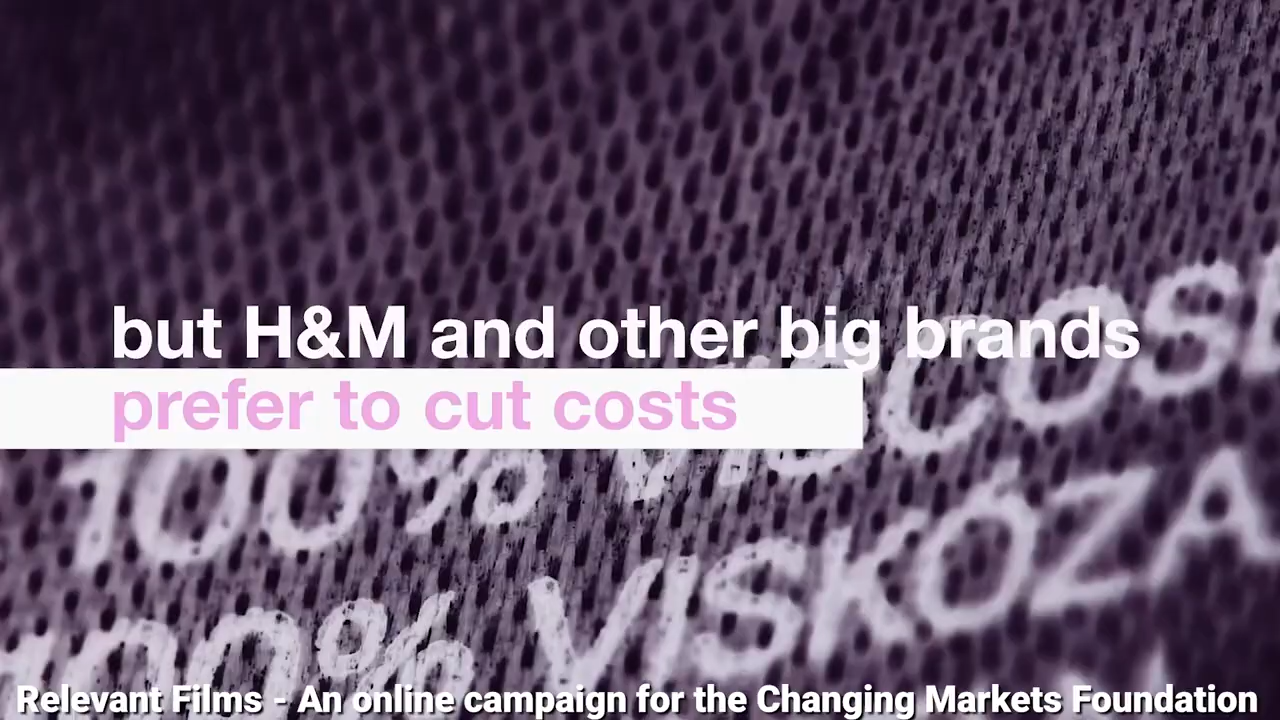 but H&M and other big brands
prefer to cut costs
100%
100% VISKÓZA
Relevant Films - An online campaign for the Changing Markets Foundation